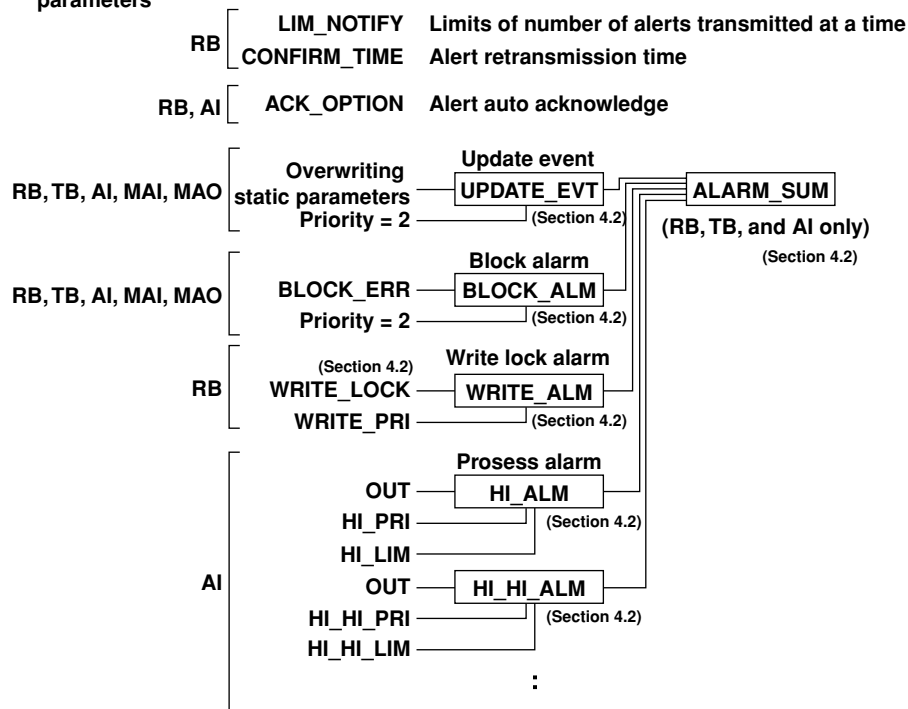 parameters
RB
LIM_NOTIFY Limits of number of alerts transmitted at a time
CONFIRM_TIME Alert retransmission time
RB, AI
ACK_OPTION Alert auto acknowledge
RB, TB, AI, MAI, MAO
Overwriting
static parameters
Priority = 2
Update event
UPDATE_EVT
(Section 4.2)
ALARM_SUM
(RB, TB, and AI only)
(Section 4.2)
RB, TB, AI, MAI, MAO
Block alarm
BLOCK_ERR
BLOCK_ALM
Priority = 2
(Section 4.2)
RB
Write lock alarm
(Section 4.2)
WRITE_LOCK
WRITE_ALM
WRITE_PRI
(Section 4.2)
AI
Prosess alarm
OUT
HI_ALM
HI_PRI
(Section 4.2)
HI_LIM
OUT
HI_HI_ALM
HI_HI_PRI
(Section 4.2)
HI_HI_LIM
: